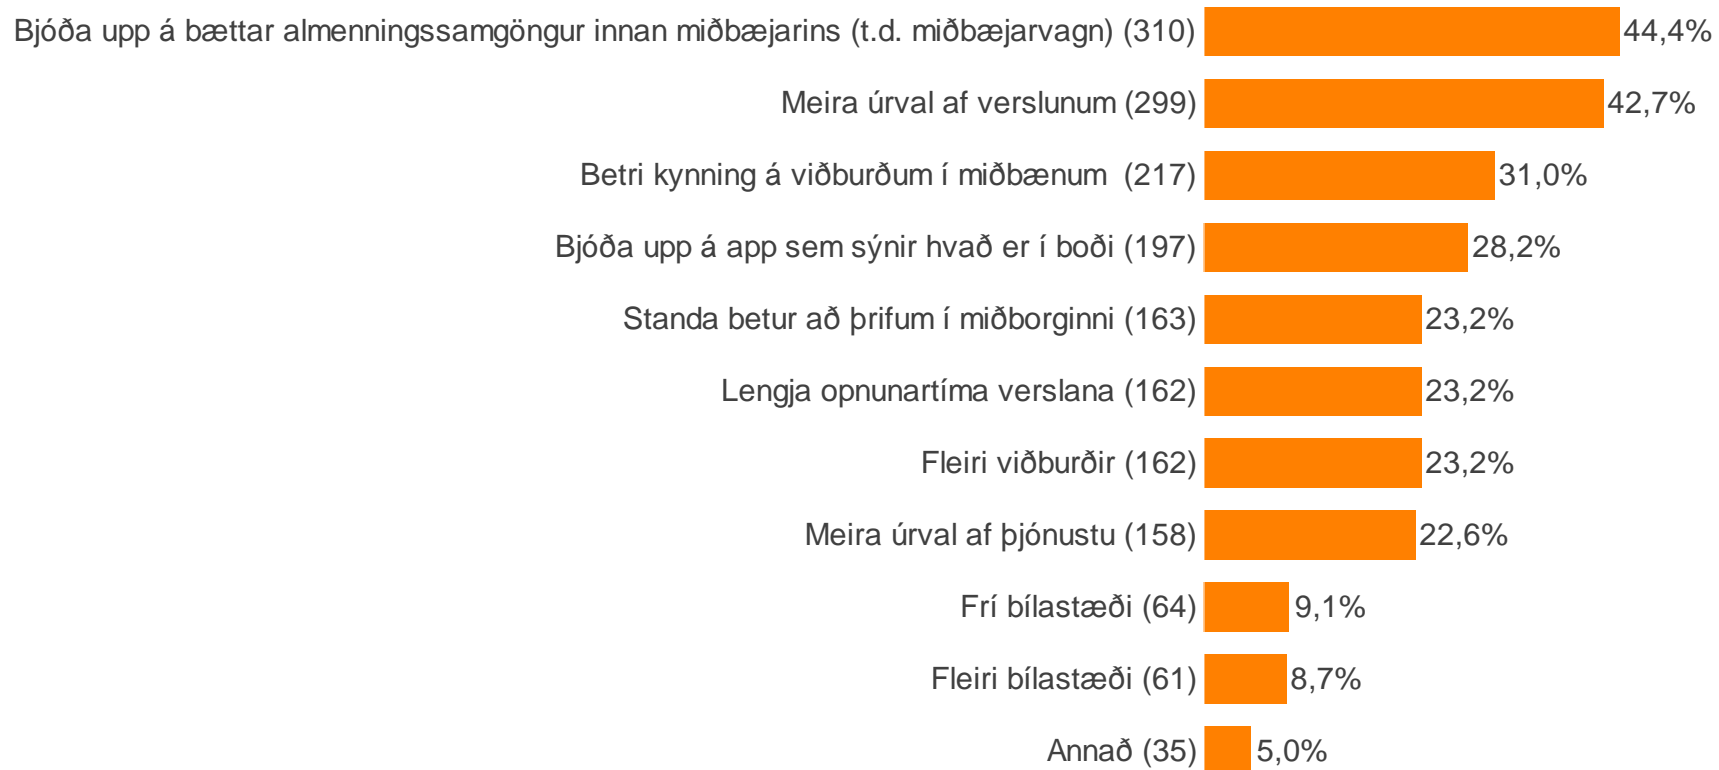 Bjóða upp á bættar almenningssamgöngur innan miðbæjarins (t.d. miðbæjarvagn) (310) 44,4%
Meira úrval af verslunum (299) 42,7%
Betri kynning á viðburðum í miðbænum (217) 31,0%
Bjóða upp á app sem sýnir hvað er í boði (197) 28,2%
Standa betur að þrifum í miðborginni (163) 23,2%
Lengja opnunartíma verslana (162) 23,2%
Fleiri viðburðir (162) 23,2%
Meira úrval af þjónustu (158) 22,6%
Frí bílastæði (64) 9,1%
Fleiri bílastæði (61) 8,7%
Annað (35) 5,0%